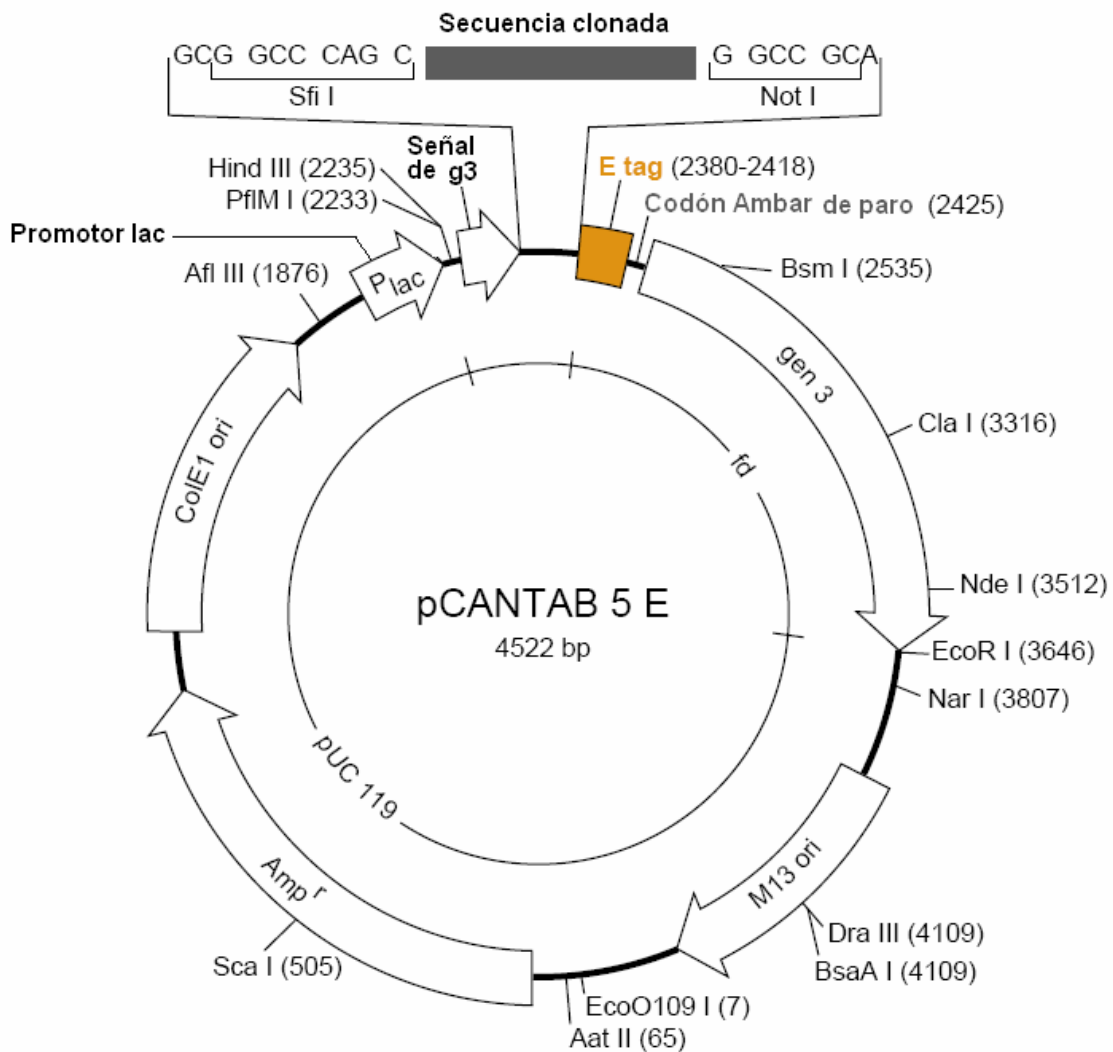 Secuencia clonada
GCG GCC CAG C
G GCC GCA
Sfi I
Not I
Señal
de g3
Hind III (2235)
PflM I (2233)
E tag (2380-2418)
Codón Ambar de paro (2425)
Promotor lac
Afl III (1876)
Plac
Bsm I (2535)
gen 3
Cla I (3316)
ColE1 ori
fd
pCANTAB 5 E
4522 bp
Nde I (3512)
EcoR I (3646)
Nar I (3807)
pUC 119
M13 ori
Amp r
Dra III (4109)
BsaA I (4109)
Sca I (505)
EcoO109 I (7)
Aat II (65)